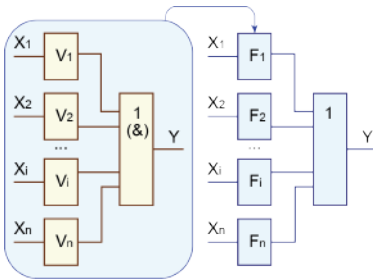 X1 V1
X2 V2
...
Xi Vi
Xn Vn
1
(&)
Y
X1 F1
X2 F2
...
Xi Fi
Xn Fn
1
Y